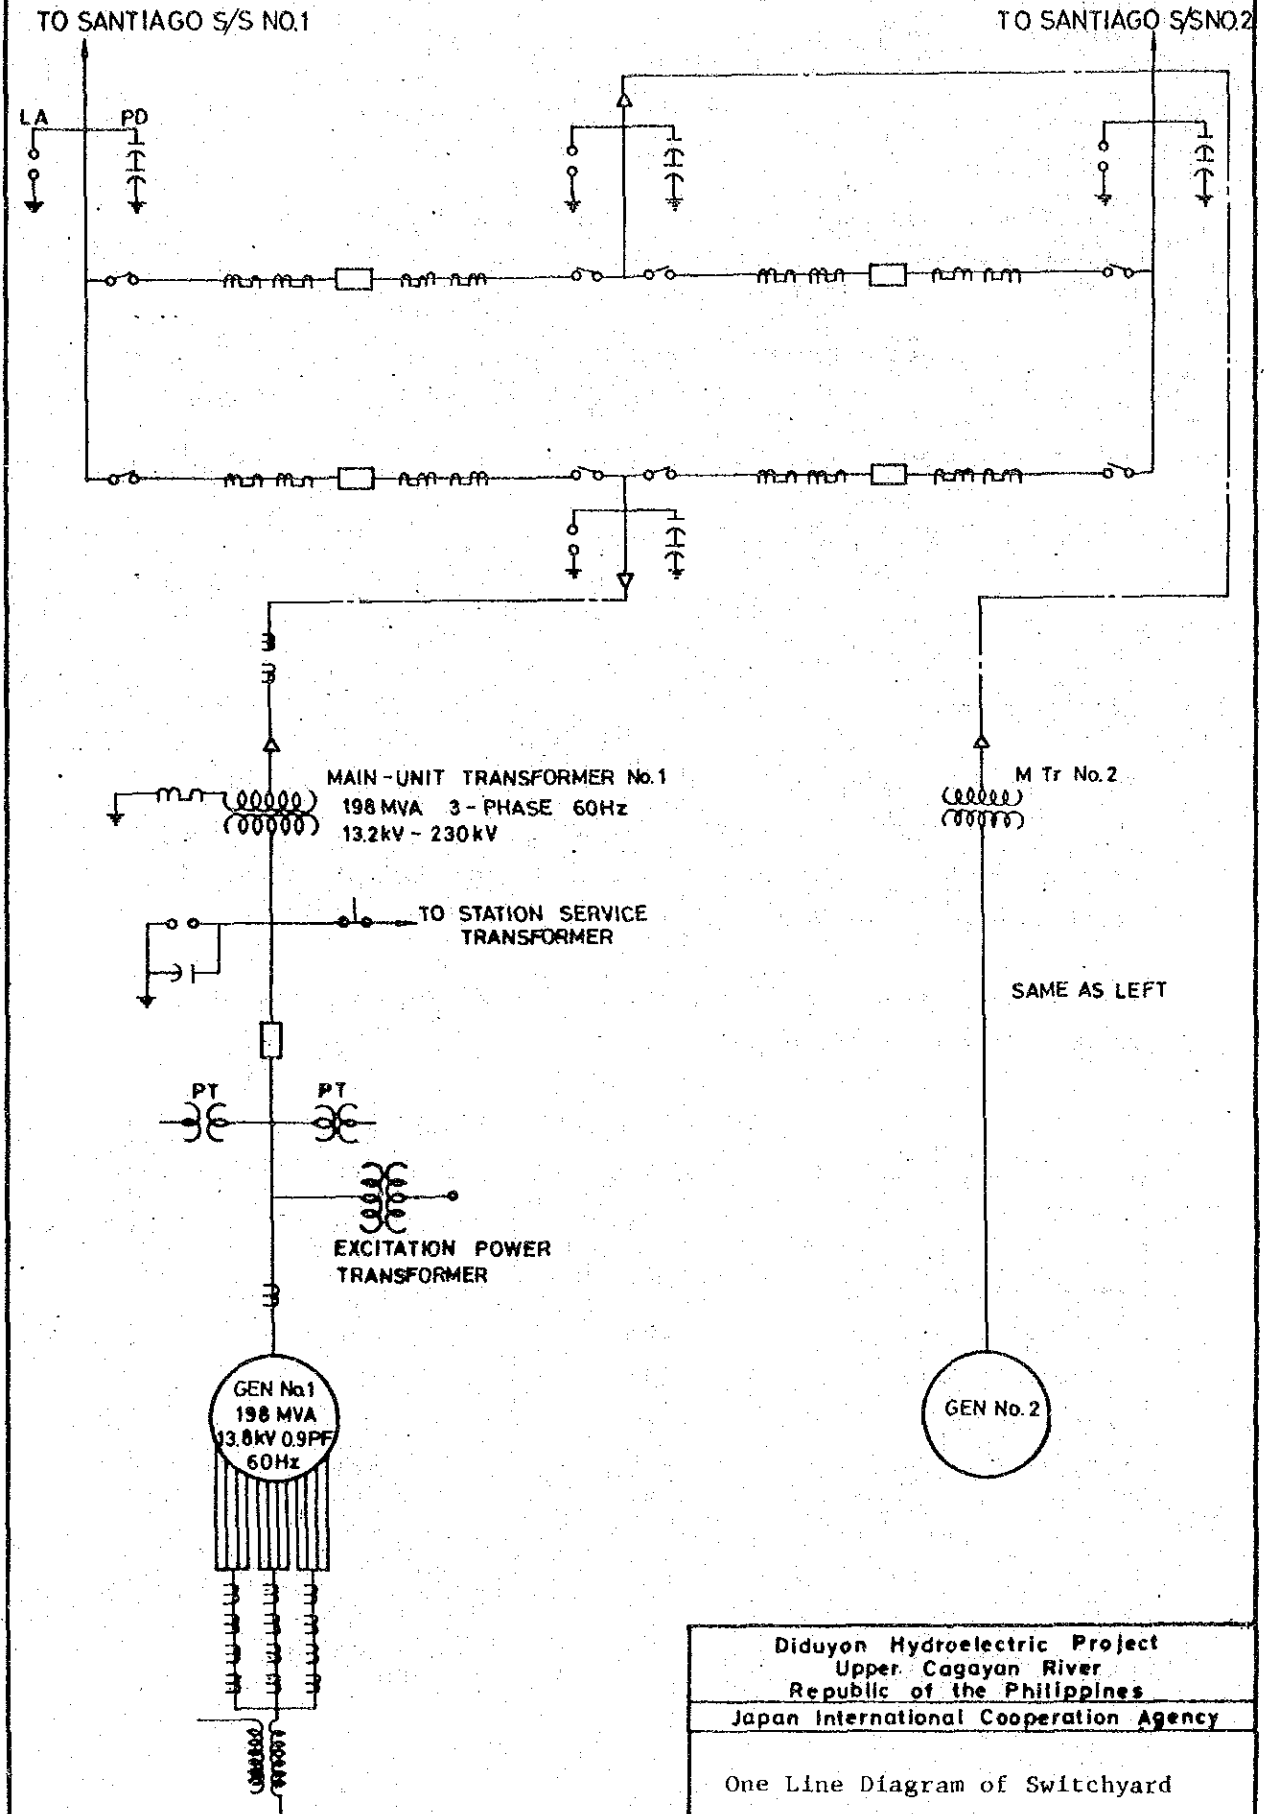 TO SANTIAGO S/S NO.1
TO SANTIAGO S/S NO.2
LA
PD
MAIN-UNIT TRANSFORMER No.1
198 MVA 3-PHASE 60Hz
13.2kV ~ 230kV
M Tr No.2
TO STATION SERVICE
TRANSFORMER
SAME AS LEFT
PT
PT
EXCITATION POWER
TRANSFORMER
GEN No.1
198 MVA
13.8kV 0.9PF
60Hz
GEN No.2
Diduyon Hydroelectric Project
Upper Cagayan River
Republic of the Philippines
Japan International Cooperation Agency
One Line Diagram of Switchyard